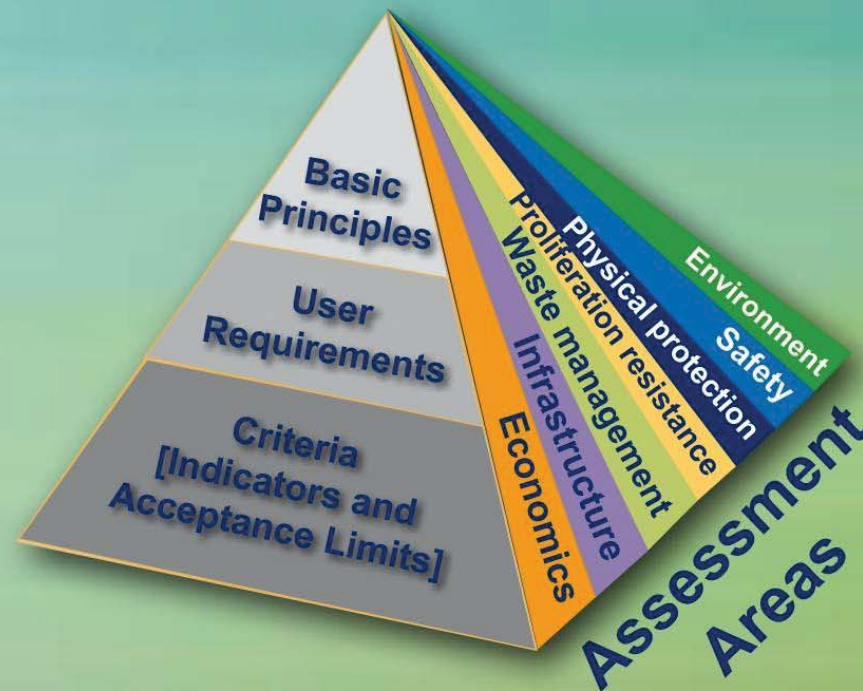 Basic
Principles
User
Requirements
Criteria
[Indicators and
Acceptance Limits]
Economics
Infrastructure
Waste management
Proliferation resistance
Physical protection
Safety
Environment
Assessment
Areas